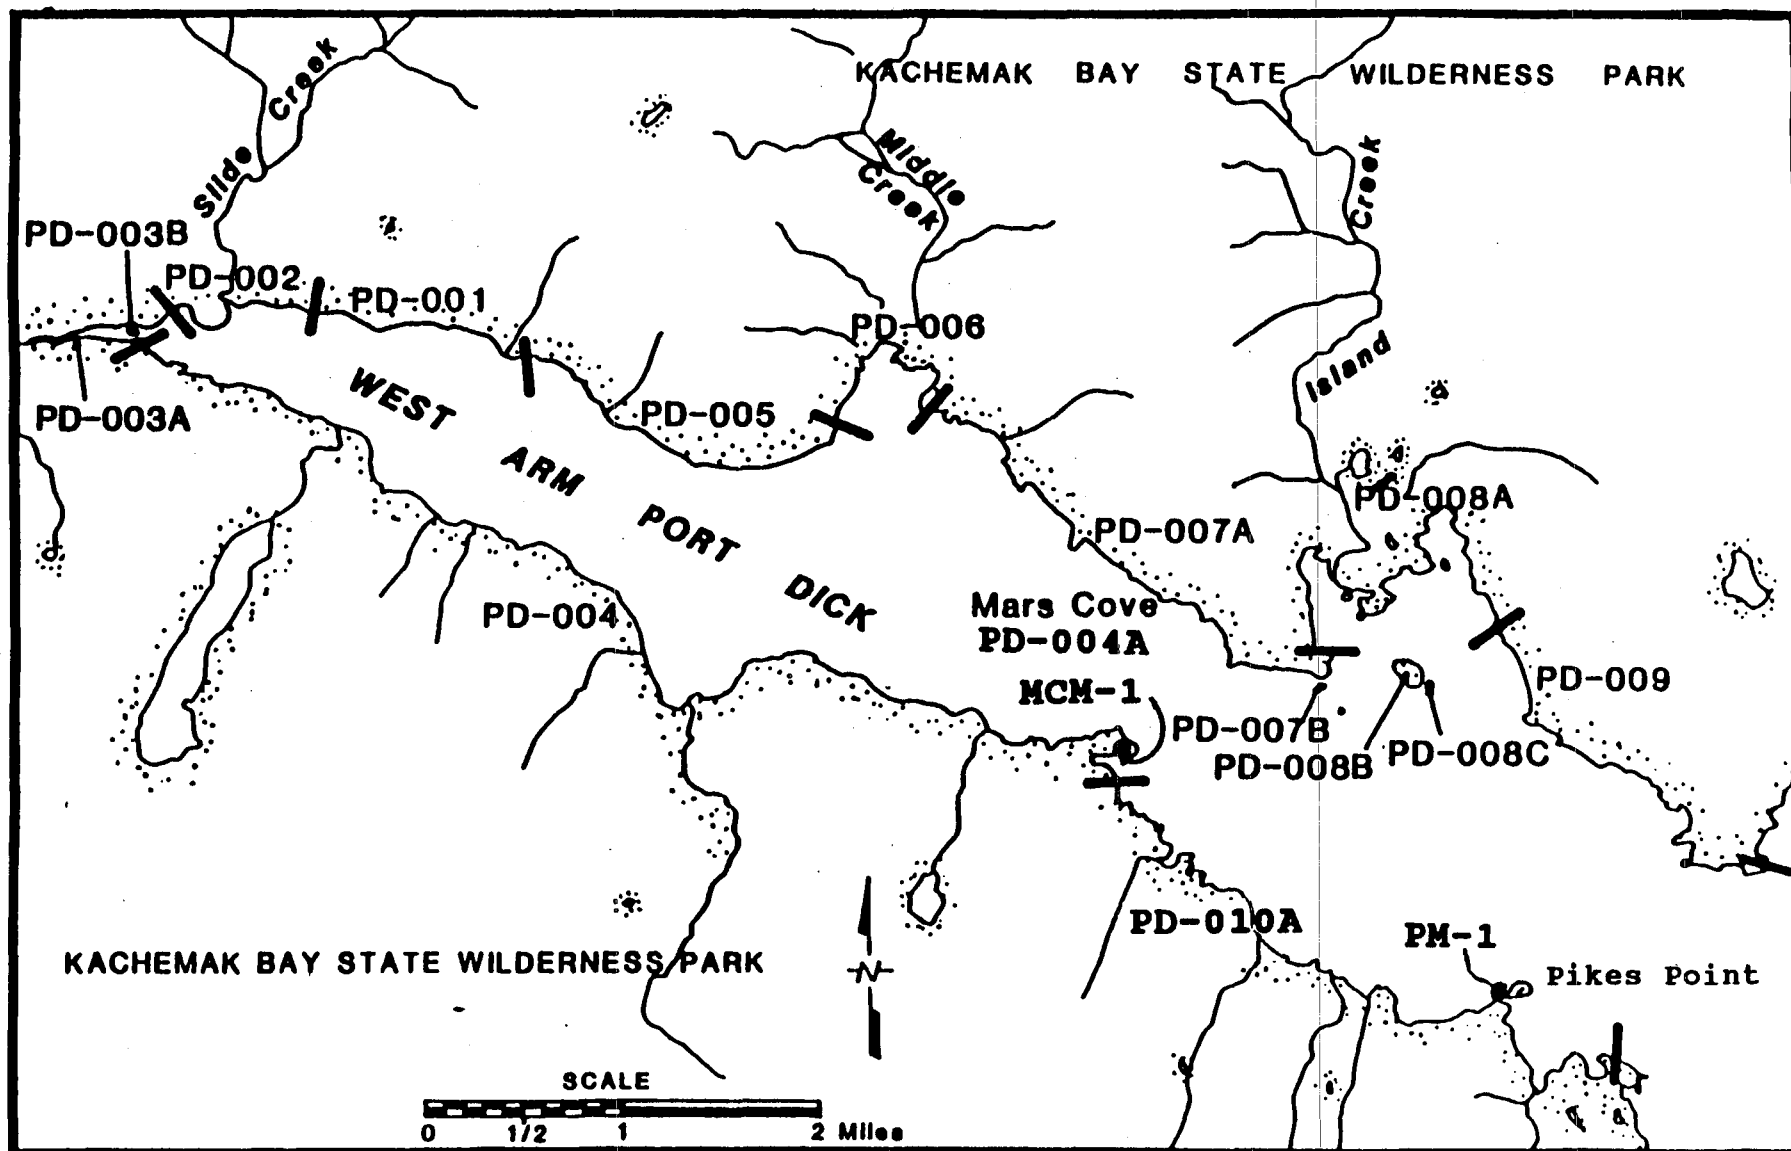 KACHEMAK BAY STATE WILDERNESS PARK
Slide Creek
Middle
Creek
Island Creek
PD-003B
PD-002
PD-001
PD-006
PD-003A
PD-005
WEST ARM PORT DICK
PD-008A
PD-007A
PD-004
Mars Cove
PD-004A
MCM-1
PD-009
PD-007B
PD-008B
PD-008C
PD-010A
PM-1
Pikes Point
KACHEMAK BAY STATE WILDERNESS PARK
N
SCALE
0 1/2 1 2 Miles